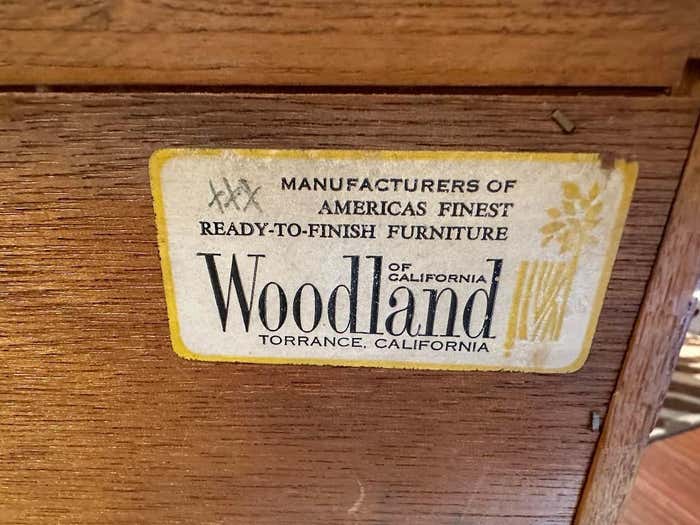 xxx
MANUFACTURERS OF
AMERICAS FINEST
READY-TO-FINISH FURNITURE
Woodland
OF
CALIFORNIA
TORRANCE, CALIFORNIA